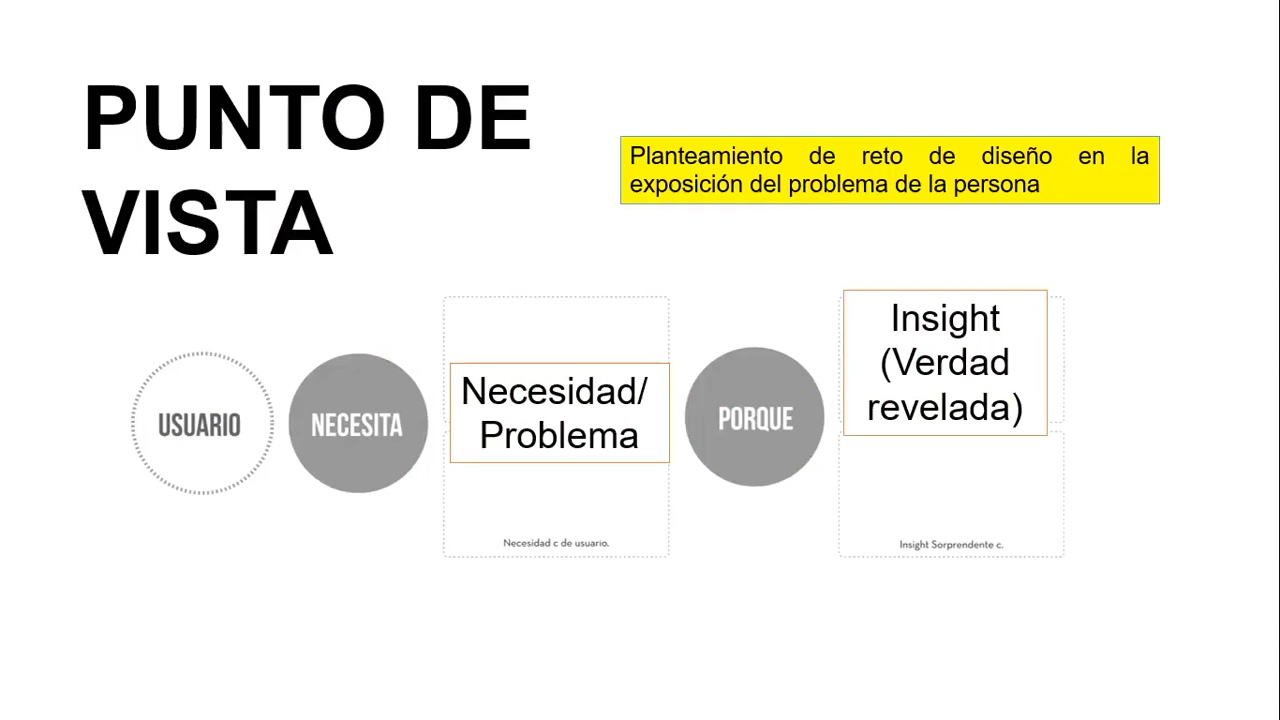 PUNTO DE
VISTA
Planteamiento de reto de diseño en la
exposición del problema de la persona
USUARIO
NECESITA
Necesidad/
Problema
PORQUE
Insight
(Verdad
revelada)
Necesidad c de usuario.
Insight Sorprendente c.